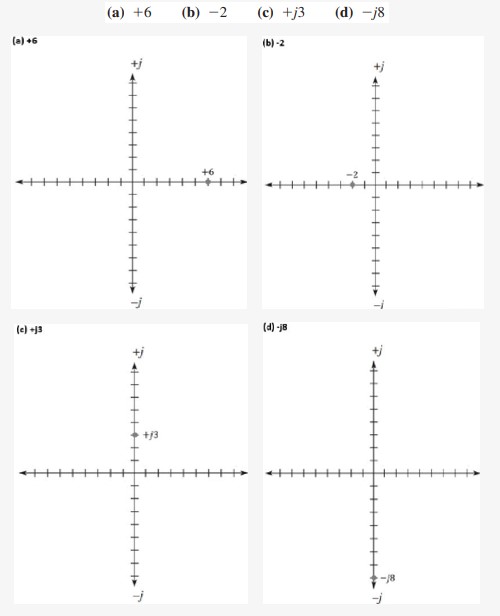 (a) +6 (b) −2 (c) +j3 (d) −j8
(a) +6
+j
+6
−j
(b) -2
+j
−2
−j
(c) +j3
+j
+j3
−j
(d) -j8
+j
−j8
−j